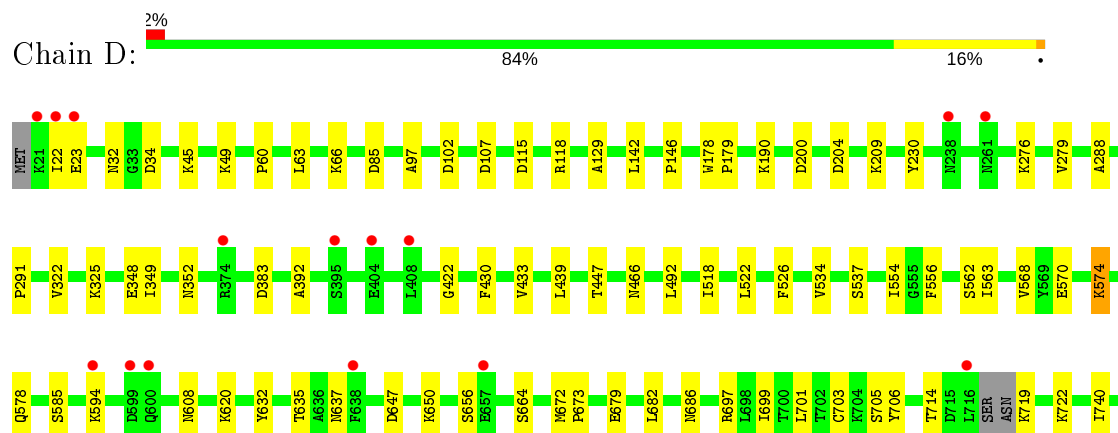 2%
Chain D:
84% 16% •
MET K21 I22 E23 N32 G33 D34 K45 K49 P60 L63 K66 D85 A97 D102 D107 D115 R118 A129 L142 P146 W178 P179 K190 D200 D204 K209 Y230 N238 N261 K276 V279 A288
P291 V322 K325 E348 I349 N352 R374 D383 A392 S395 E404 L408 G422 F430 V433 L439 T447 N466 L492 I518 L522 F526 V534 S537 I554 G555 F556 S562 I563 V568 Y569 E570 K574
Q578 S585 K594 D599 Q600 N608 K620 Y632 T635 A636 N637 F638 D647 K650 S656 E657 S664 M672 P673 E679 L682 N686 R697 L698 I699 T700 L701 T702 C703 K704 S705 Y706 T714 D715 L716 SER ASN K719 K722 I740